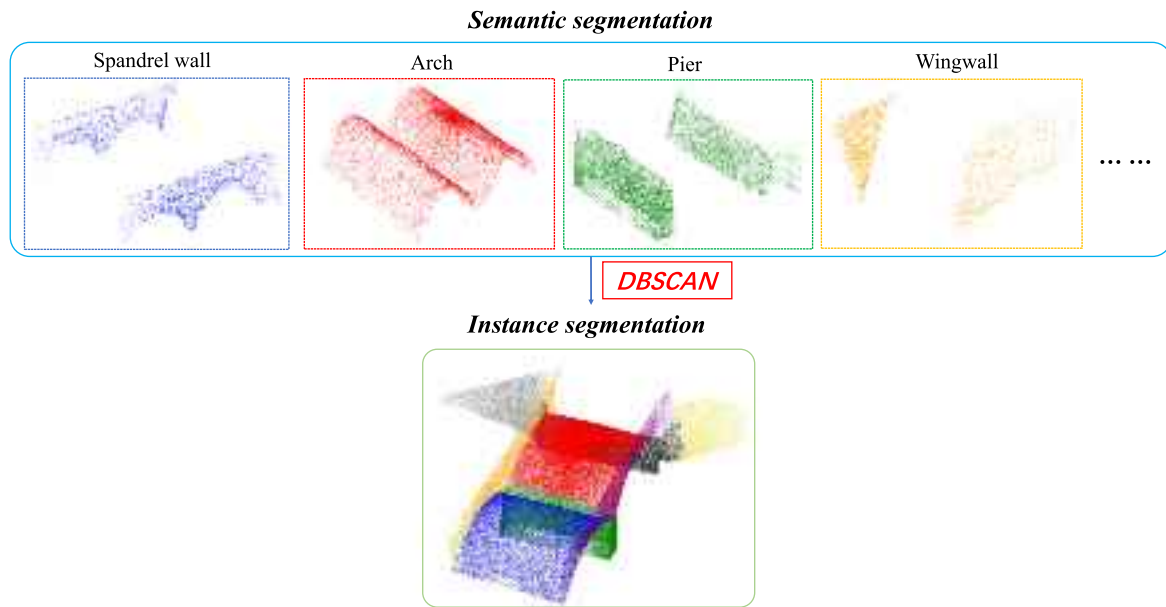 Semantic segmentation
Spandrel wall
Arch
Pier
Wingwall
... ...
DBSCAN
Instance segmentation